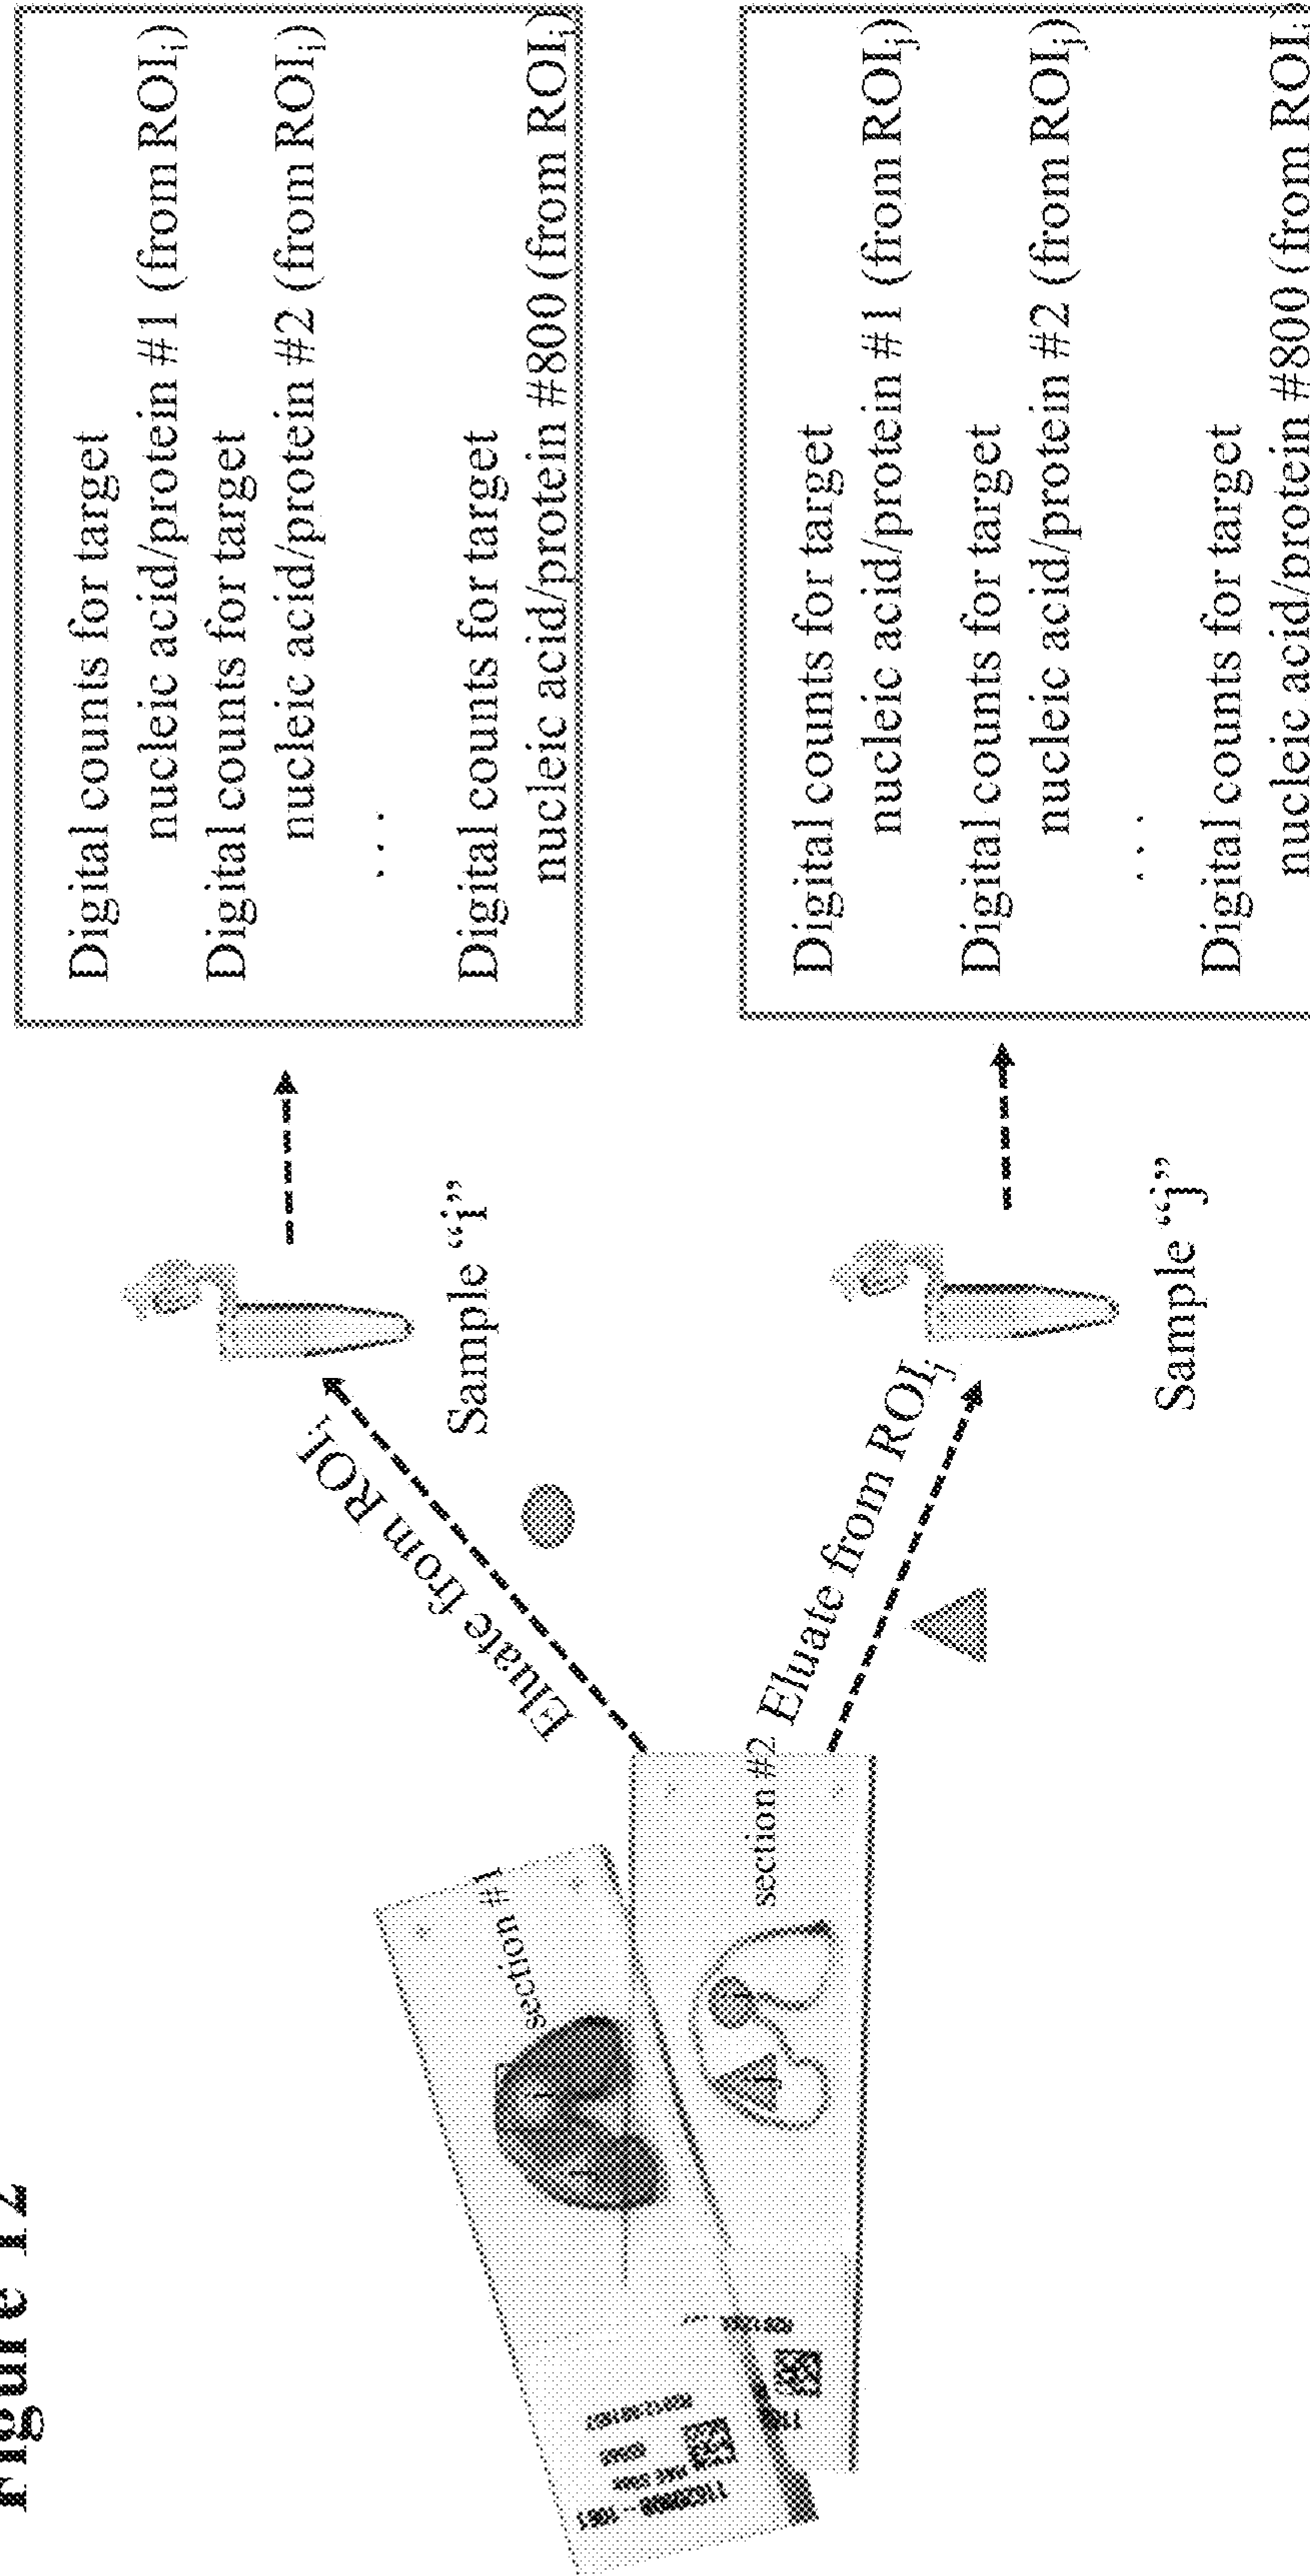 Figure 12
section #1
section #2
Eluate from ROIi
Eluate from ROIj
Sample “i”
Sample “j”
Digital counts for target
nucleic acid/protein #1 (from ROIi)
Digital counts for target
nucleic acid/protein #2 (from ROIi)
...
Digital counts for target
nucleic acid/protein #800 (from ROIi)
Digital counts for target
nucleic acid/protein #1 (from ROIj)
Digital counts for target
nucleic acid/protein #2 (from ROIj)
...
Digital counts for target
nucleic acid/protein #800 (from ROIj)